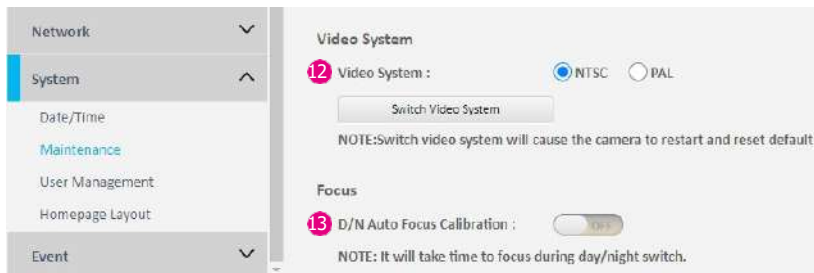 Network
System
Date/Time
Maintenance
User Management
Homepage Layout
Event
Video System
12 Video System : NTSC PAL
Switch Video System
NOTE:Switch video system will cause the camera to restart and reset default
Focus
13 D/N Auto Focus Calibration : OFF
NOTE: It will take time to focus during day/night switch.